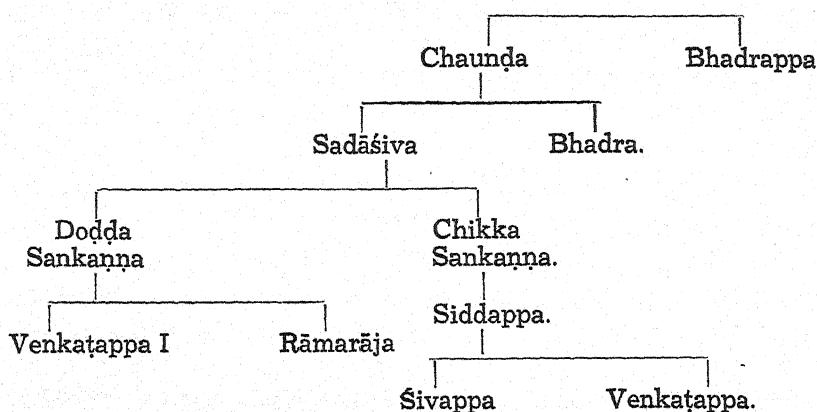 Chauṇḍa Bhadrappa
Sadāśiva Bhadra.
Doḍḍa Chikka
Sankaṇṇa Sankaṇṇa.
Siddappa.
Venkaṭappa I Rāmarāja
Śivappa Venkaṭappa.